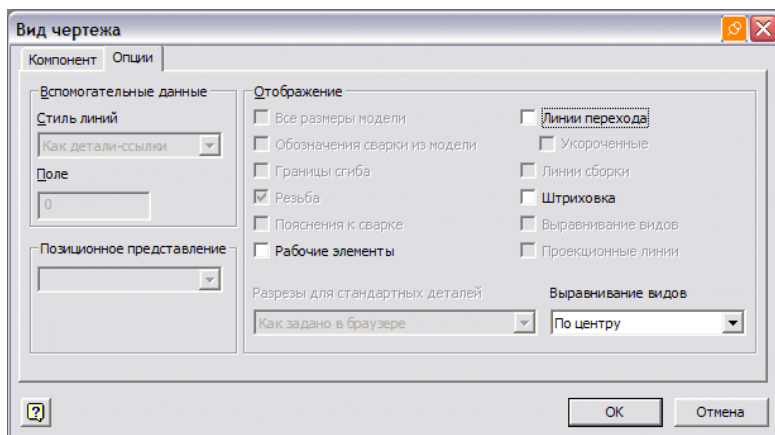 Вид чертежа
Компонент
Опции
Вспомогательные данные
Стиль линий
Как детали-ссылки
Поле
0
Позиционное представление
Отображение
Все размеры модели
Обозначения сварки из модели
Границы сгиба
Резьба
Пояснения к сварке
Рабочие элементы
Линии перехода
Укороченные
Линии сборки
Штриховка
Выравнивание видов
Проекционные линии
Разрезы для стандартных деталей
Как задано в браузере
Выравнивание видов
По центру
?
OK
Отмена